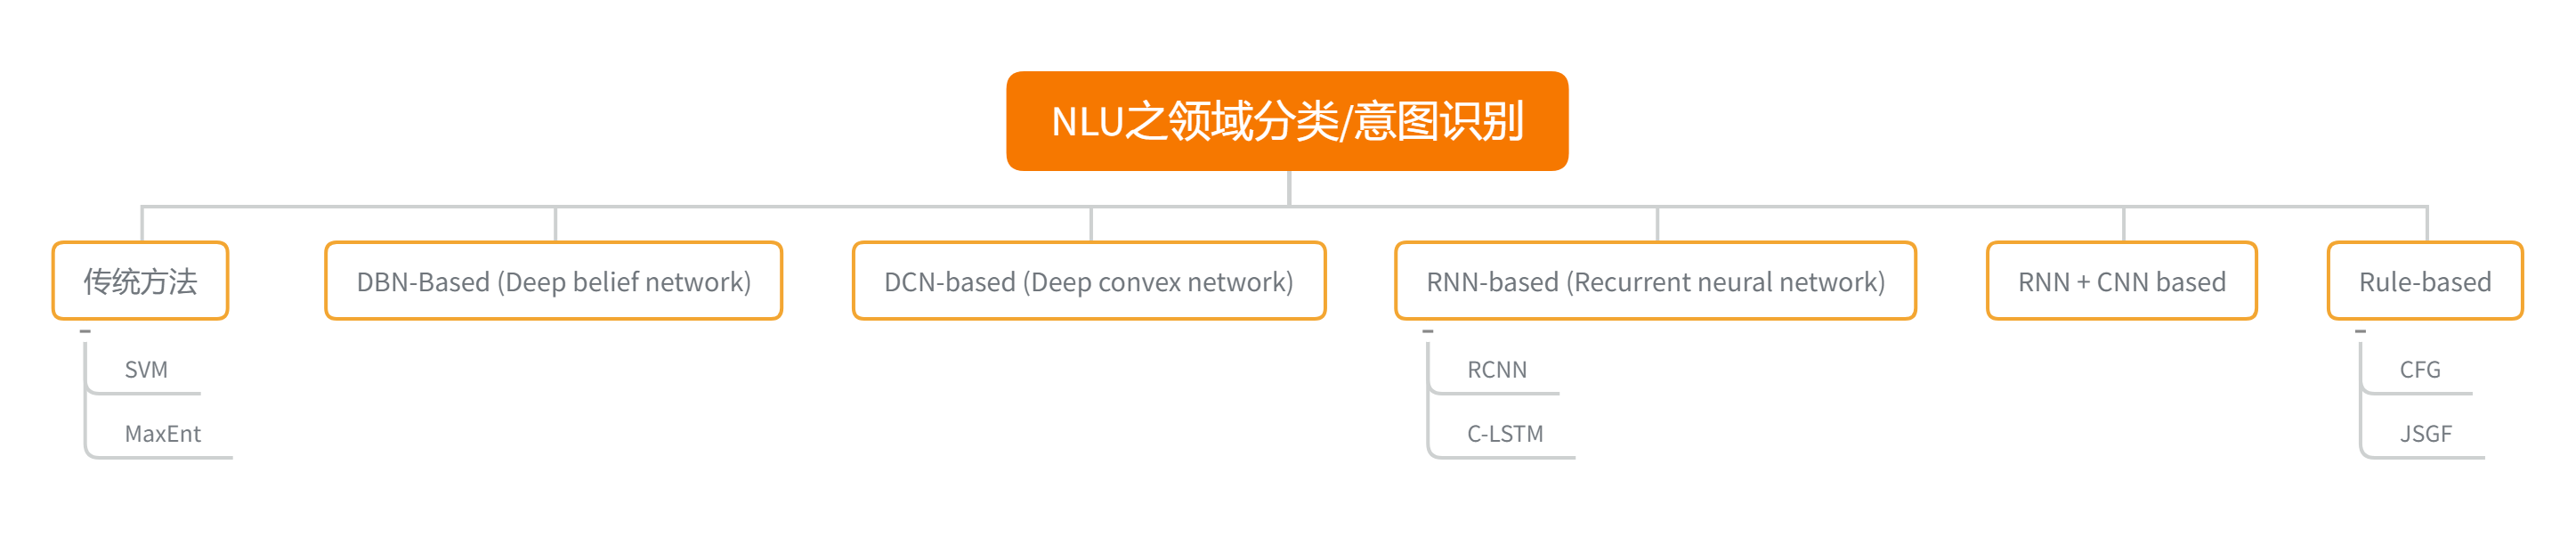 NLU之领域分类/意图识别
传统方法
SVM
MaxEnt
DBN-Based (Deep belief network)
DCN-based (Deep convex network)
RNN-based (Recurrent neural network)
RCNN
C-LSTM
RNN + CNN based
Rule-based
CFG
JSGF